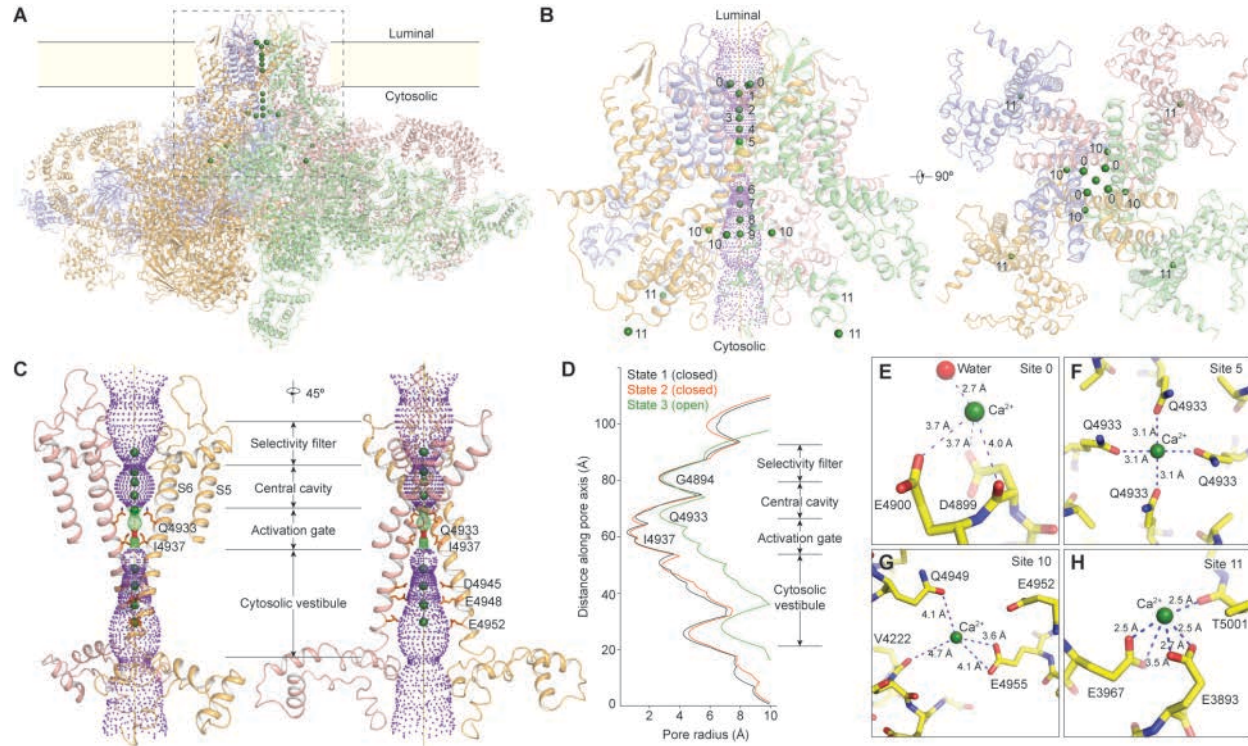 A
Luminal
Cytosolic
B
Luminal
0 0
1
2
3
4
5
6
7
8
9
10
10
10
11
11
11
11
Cytosolic
90º
11
11
10
0
0
10
0
0
10
10
11
11
C
45º
Selectivity filter
Central cavity
Activation gate
Cytosolic vestibule
S6
S5
Q4933
I4937
Q4933
I4937
D4945
E4948
E4952
D
State 1 (closed)
State 2 (closed)
State 3 (open)
Distance along pore axis (Å)
100
80
60
40
20
0
G4894
Q4933
I4937
2 4 6 8 10
Pore radius (Å)
Selectivity filter
Central cavity
Activation gate
Cytosolic
vestibule
E
Site 0
Water
2.7 Å
Ca²⁺
3.7 Å
3.7 Å
4.0 Å
E4900
D4899
F
Site 5
Q4933
3.1 Å
Q4933
Ca²⁺
3.1 Å
3.1 Å
3.1 Å
Q4933
Q4933
G
Site 10
Q4949
E4952
4.1 Å
Ca²⁺
V4222
3.6 Å
4.7 Å
4.1 Å
E4955
H
Site 11
Ca²⁺
2.5 Å
T5001
2.5 Å
2.5 Å
2.7 Å
3.5 Å
E3967
E3893